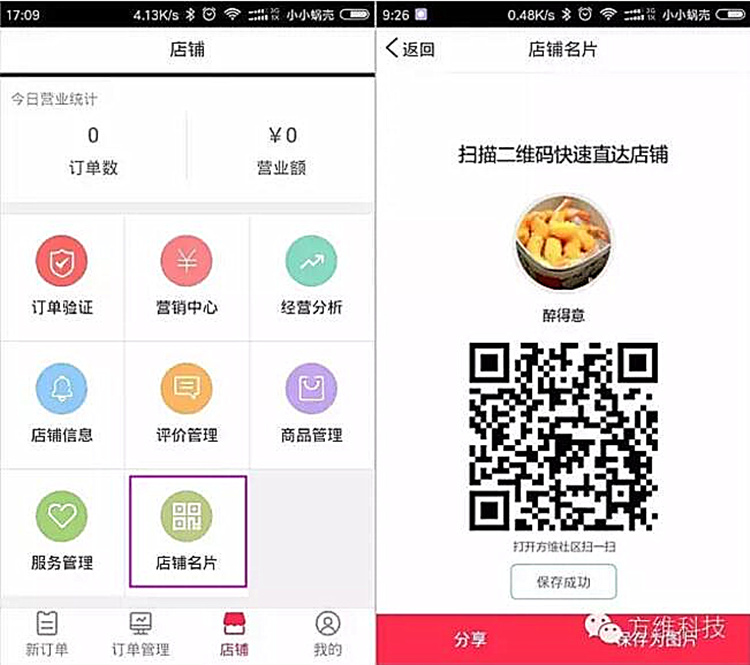 17:09 4.13K/s 3G 1X 小小蜗壳
店铺
今日营业统计
0 ¥0
订单数 营业额
订单验证 营销中心 经营分析
店铺信息 评价管理 商品管理
服务管理 店铺名片
新订单 订单管理 店铺 我的
9:26 0.48K/s 3G 1X 小小蜗壳
返回 店铺名片
扫描二维码快速直达店铺
醉得意
打开方维社区扫一扫
保存成功
分享 保存为图片
方维科技